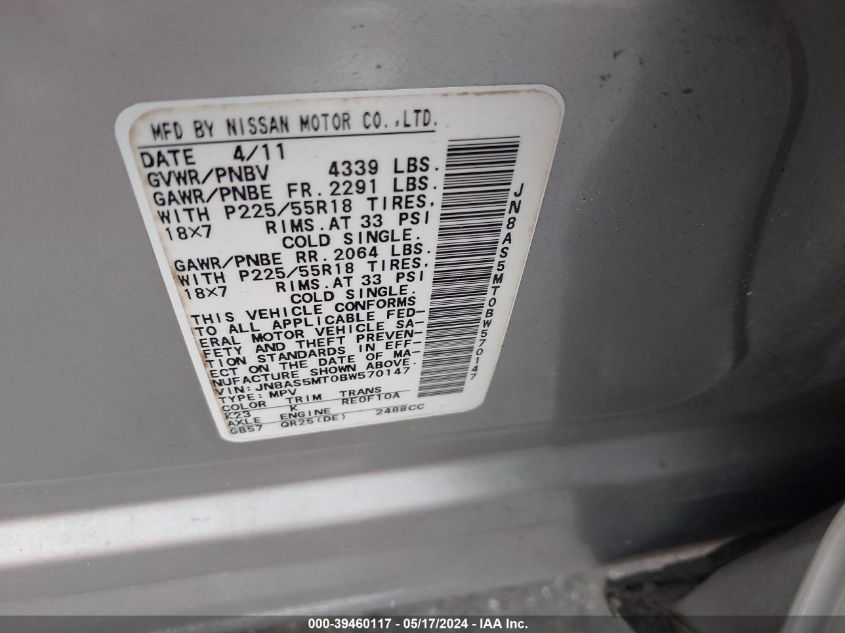 MFD BY NISSAN MOTOR CO.,LTD.
DATE 4/11
GVWR/PNBV 4339 LBS.
GAWR/PNBE FR. 2291 LBS.
WITH P225/55R18 TIRES,
18X7 RIMS.AT 33 PSI
COLD SINGLE.
GAWR/PNBE RR. 2064 LBS.
WITH P225/55R18 TIRES,
18X7 RIMS.AT 33 PSI
COLD SINGLE.
THIS VEHICLE CONFORMS
TO ALL APPLICABLE FED-
ERAL MOTOR VEHICLE SA-
FETY AND THEFT PREVEN-
TION STANDARDS IN EFF-
ECT ON THE DATE OF MA-
NUFACTURE SHOWN ABOVE.
VIN: JN8AS5MT0BW570147
TYPE: MPV
COLOR TRIM TRANS
K23 K RE0F10A
AXLE ENGINE
GB57 QR25(DE) 2488CC
JN8AS5MT0BW570147
000-39460117 - 05/17/2024 - IAAI.com